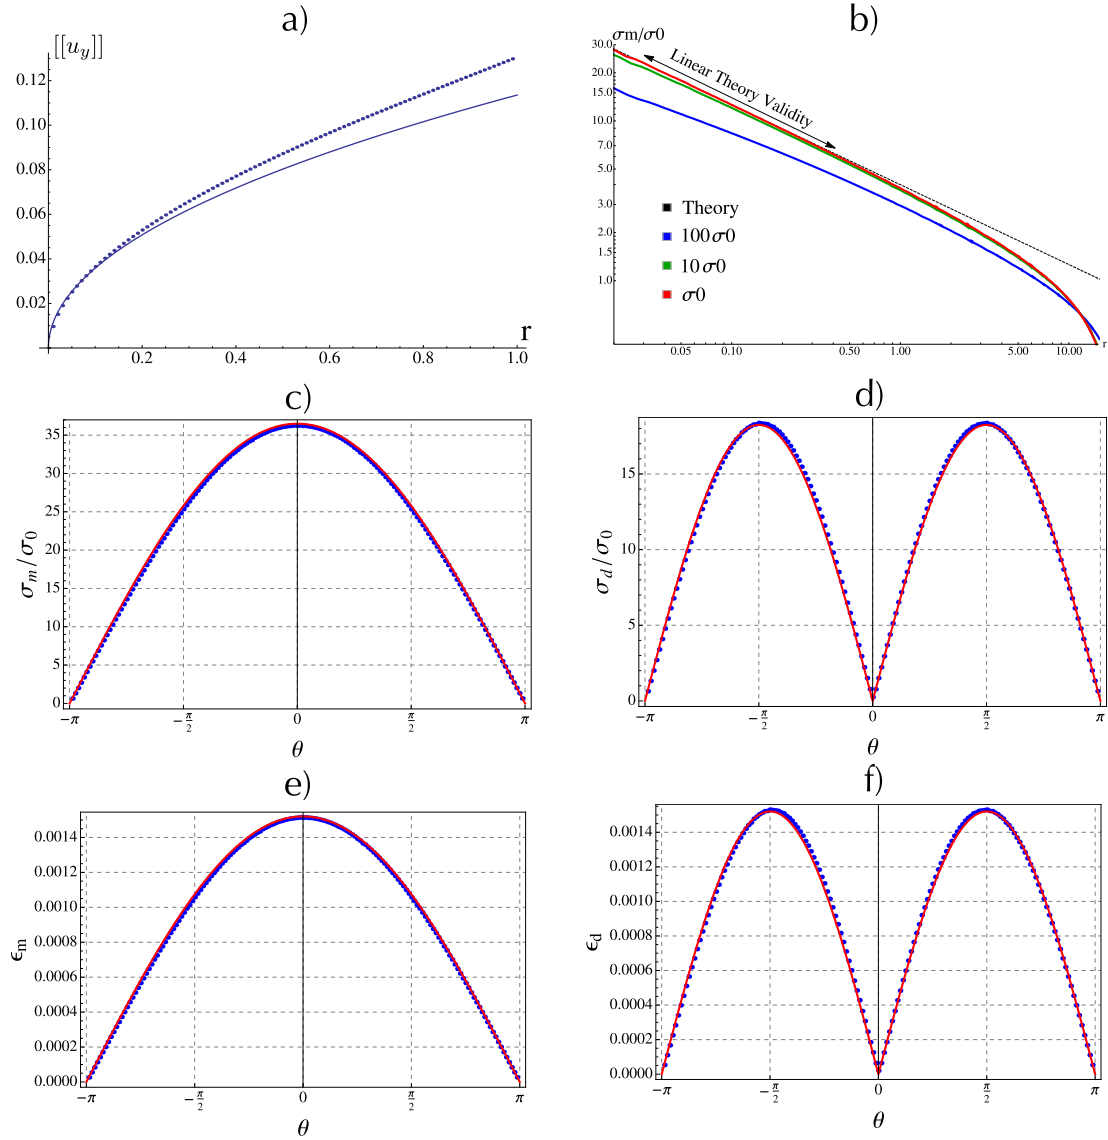 a)
[[u_y]]
0.12
0.10
0.08
0.06
0.04
0.02
0.2 0.4 0.6 0.8 1.0
r
b)
σm/σ0
30.0
20.0
15.0
10.0
7.0
5.0
3.0
2.0
1.5
1.0
Linear Theory Validity
Theory
100σ0
10σ0
σ0
0.05 0.10 0.50 1.00 5.00 10.00
r
c)
σ_m/σ_0
35
30
25
20
15
10
5
0
-π -π/2 0 π/2 π
θ
d)
σ_d/σ_0
15
10
5
0
-π -π/2 0 π/2 π
θ
e)
ϵ_m
0.0014
0.0012
0.0010
0.0008
0.0006
0.0004
0.0002
0.0000
-π -π/2 0 π/2 π
θ
f)
ϵ_d
0.0014
0.0012
0.0010
0.0008
0.0006
0.0004
0.0002
0.0000
-π -π/2 0 π/2 π
θ